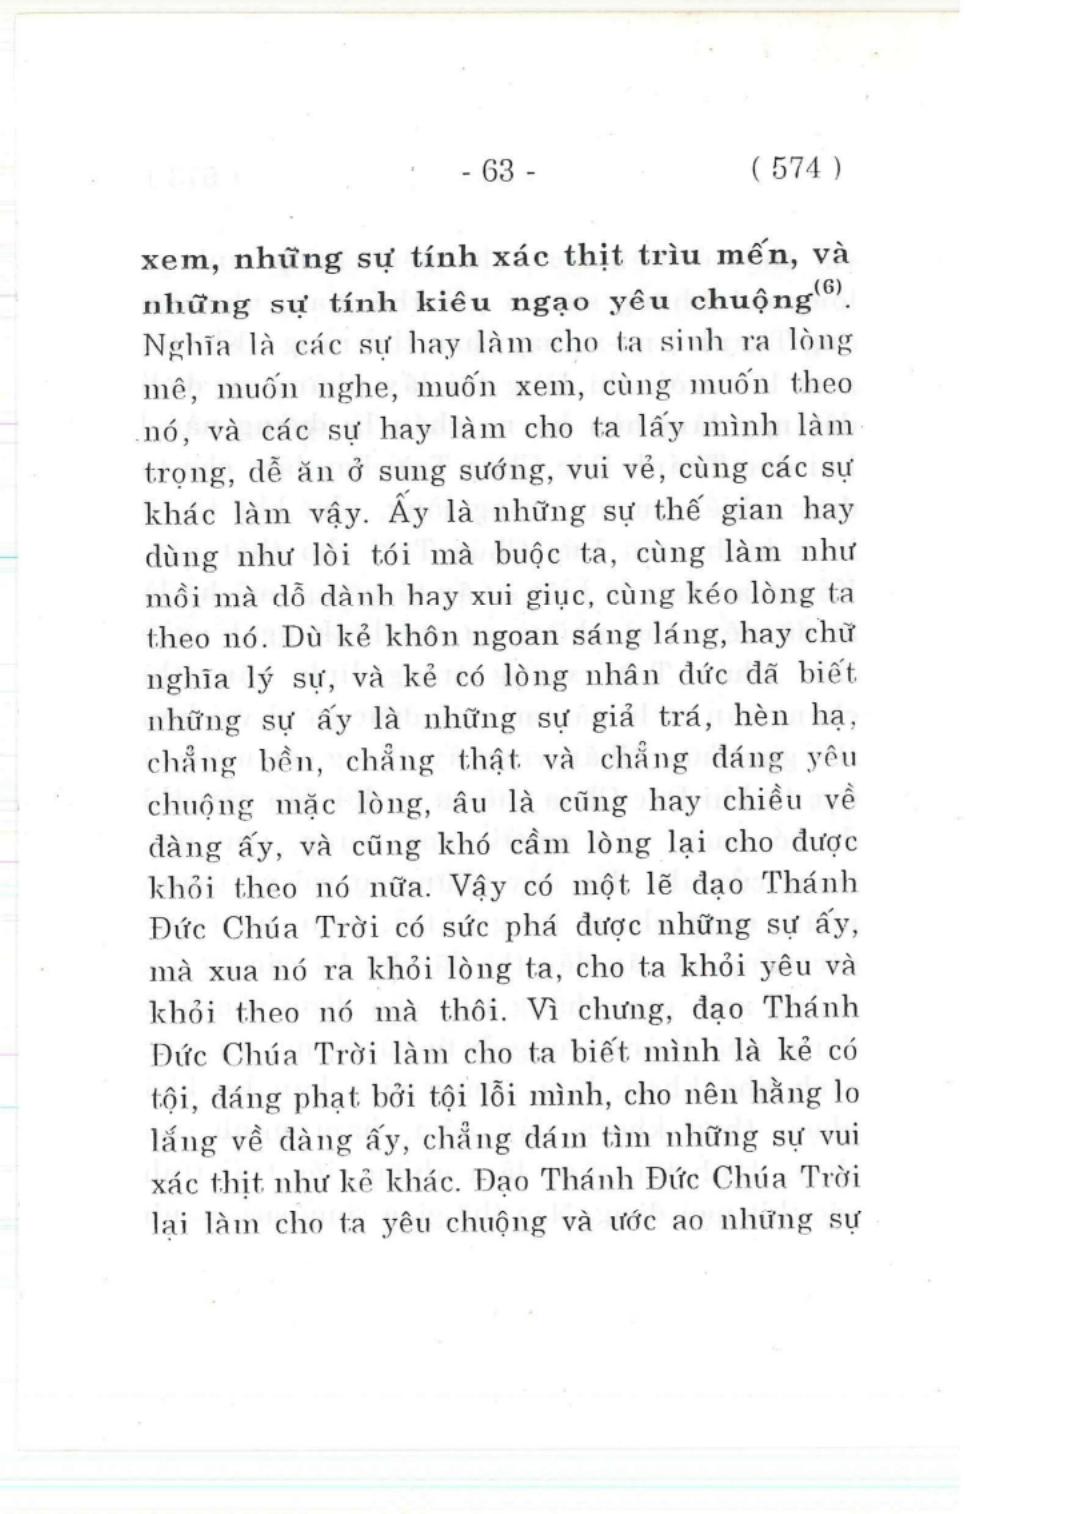 - 63 - ( 574 )
xem, những sự tính xác thịt trìu mến, và
những sự tính kiêu ngạo yêu chuộng(6).
Nghĩa là các sự hay làm cho ta sinh ra lòng
mê, muốn nghe, muốn xem, cùng muốn theo
nó, và các sự hay làm cho ta lấy mình làm
trọng, dễ ăn ở sung sướng, vui vẻ, cùng các sự
khác làm vậy. Ấy là những sự thế gian hay
dùng như lòi tói mà buộc ta, cùng làm như
mồi mà dỗ dành hay xui giục, cùng kéo lòng ta
theo nó. Dù kẻ khôn ngoan sáng láng, hay chữ
nghĩa lý sự, và kẻ có lòng nhân đức đã biết
những sự ấy là những sự giả trá, hèn hạ,
chẳng bền, chẳng thật và chẳng đáng yêu
chuộng mặc lòng, âu là cũng hay chiều về
đàng ấy, và cũng khó cầm lòng lại cho được
khỏi theo nó nữa. Vậy có một lẽ đạo Thánh
Đức Chúa Trời có sức phá được những sự ấy,
mà xua nó ra khỏi lòng ta, cho ta khỏi yêu và
khỏi theo nó mà thôi. Vì chưng, đạo Thánh
Đức Chúa Trời làm cho ta biết mình là kẻ có
tội, đáng phạt bởi tội lỗi mình, cho nên hằng lo
lắng về đàng ấy, chẳng dám tìm những sự vui
xác thịt như kẻ khác. Đạo Thánh Đức Chúa Trời
lại làm cho ta yêu chuộng và ước ao những sự